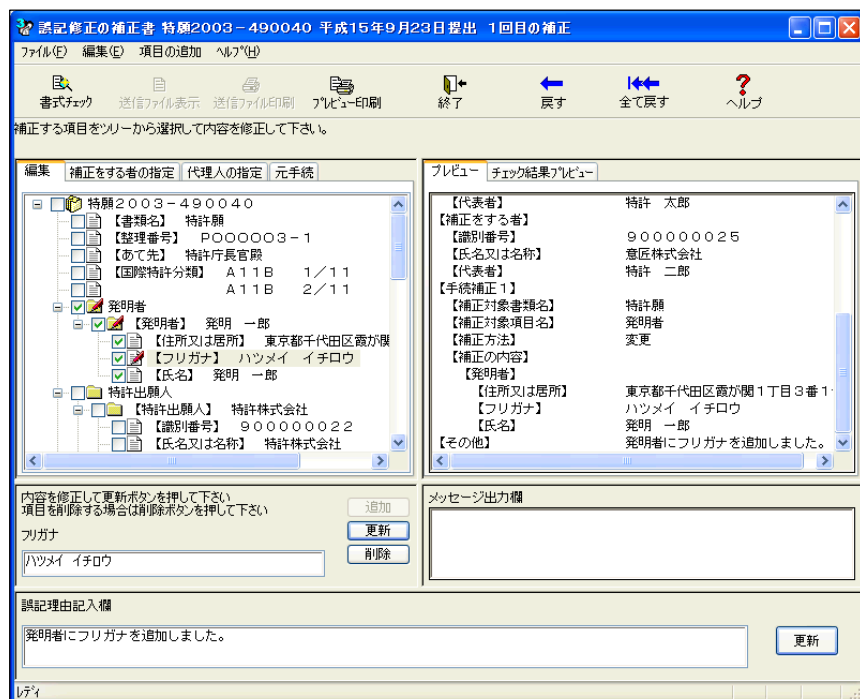 誤記修正の補正書 特願2003-490040 平成15年9月23日提出 1回目の補正
ファイル(F) 編集(E) 項目の追加 ヘルプ(H)
書式チェック 送信ファイル表示 送信ファイル印刷 プレビュー印刷 終了 戻す 全て戻す ヘルプ
補正する項目をツリーから選択して内容を修正して下さい。
編集 補正をする者の指定 代理人の指定 元手続
特願2003-490040
【書類名】 特許願
【整理番号】 P000003-1
【あて先】 特許庁長官殿
【国際特許分類】 A11B 1/11
A11B 2/11
発明者
【発明者】 発明 一郎
【住所又は居所】 東京都千代田区霞が関
【フリガナ】 ハツメイ イチロウ
【氏名】 発明 一郎
特許出願人
【特許出願人】 特許株式会社
【識別番号】 900000022
【氏名又は名称】 特許株式会社
プレビュー チェック結果プレビュー
【代表者】 特許 太郎
【補正をする者】
【識別番号】 900000025
【氏名又は名称】 意匠株式会社
【代表者】 特許 二郎
【手続補正1】
【補正対象書類名】 特許願
【補正対象項目名】 発明者
【補正方法】 変更
【補正の内容】
【発明者】
【住所又は居所】 東京都千代田区霞が関1丁目3番1
【フリガナ】 ハツメイ イチロウ
【氏名】 発明 一郎
【その他】 発明者にフリガナを追加しました。
内容を修正して更新ボタンを押して下さい
項目を削除する場合は削除ボタンを押して下さい
追加
フリガナ
更新
ハツメイ イチロウ
削除
メッセージ出力欄
誤記理由記入欄
発明者にフリガナを追加しました。
更新
レディ